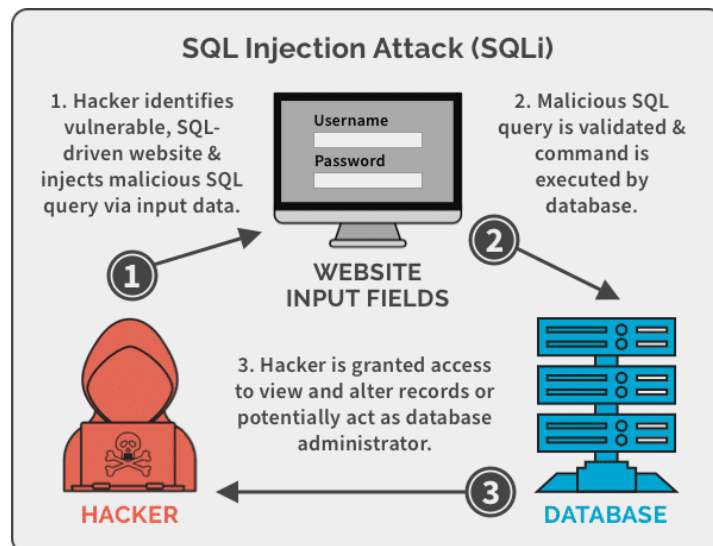 SQL Injection Attack (SQLi)
1. Hacker identifies
vulnerable, SQL-
driven website &
injects malicious SQL
query via input data.
Username
Password
2. Malicious SQL
query is validated &
command is
executed by
database.
1
2
WEBSITE
INPUT FIELDS
3. Hacker is granted access
to view and alter records or
potentially act as database
administrator.
3
HACKER
DATABASE